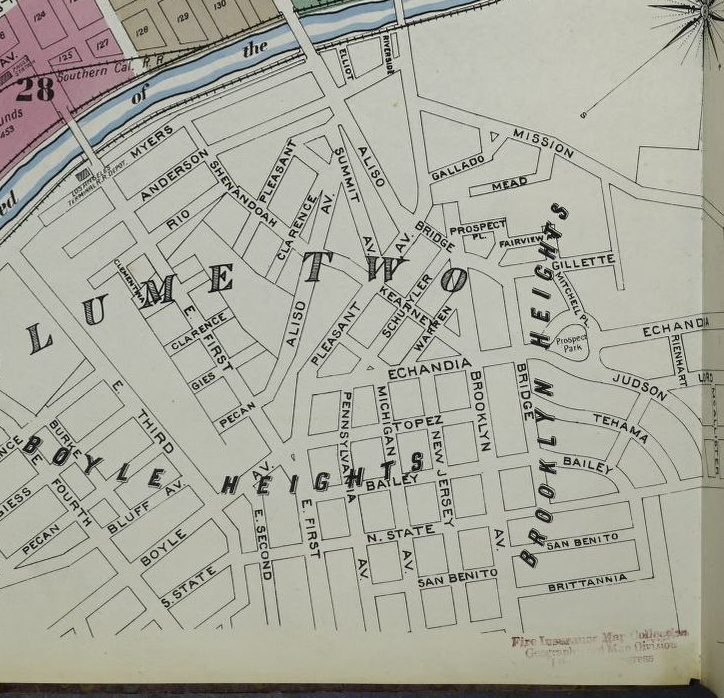 128
129
130
125
127
AV.
28
Southern Cal. R.R.
of
the
ELLIOT
RIVERSIDE
MYERS
ANDERSON
SHENANDOAH
RIO
PLEASANT
CLARENCE
AV.
SUMMIT
AV.
ALISO
AV.
MISSION
GALLADO
MEAD
BRIDGE
PROSPECT
PL.
FAIRVIEW
GILLETTE
MITCHELL PL.
Prospect
Park
ECHANDIA
RIENHART
JUDSON
TEHAMA
BAILEY
BROOKLYN HEIGHTS
LUME TWO
CLEMENTINA
CLARENCE
E. FIRST
GIES
PECAN
ALISO
PLEASANT
KEARNEY
SCHUYLER
WARREN
ECHANDIA
PENNSYLVANIA
AV.
MICHIGAN
AV.
TOPEZ
NEW JERSEY
BROOKLYN
AV.
BRIDGE
BAILEY
BOYLE HEIGHTS
E. THIRD
BURKE
E. FOURTH
GIESS
PECAN
BLUFF
AV.
BOYLE
AV.
S. STATE
E. SECOND
E. FIRST
N. STATE
SAN BENITO
SAN BENITO
BRITTANNIA
Fire Insurance Map Collection
Geography and Map Division